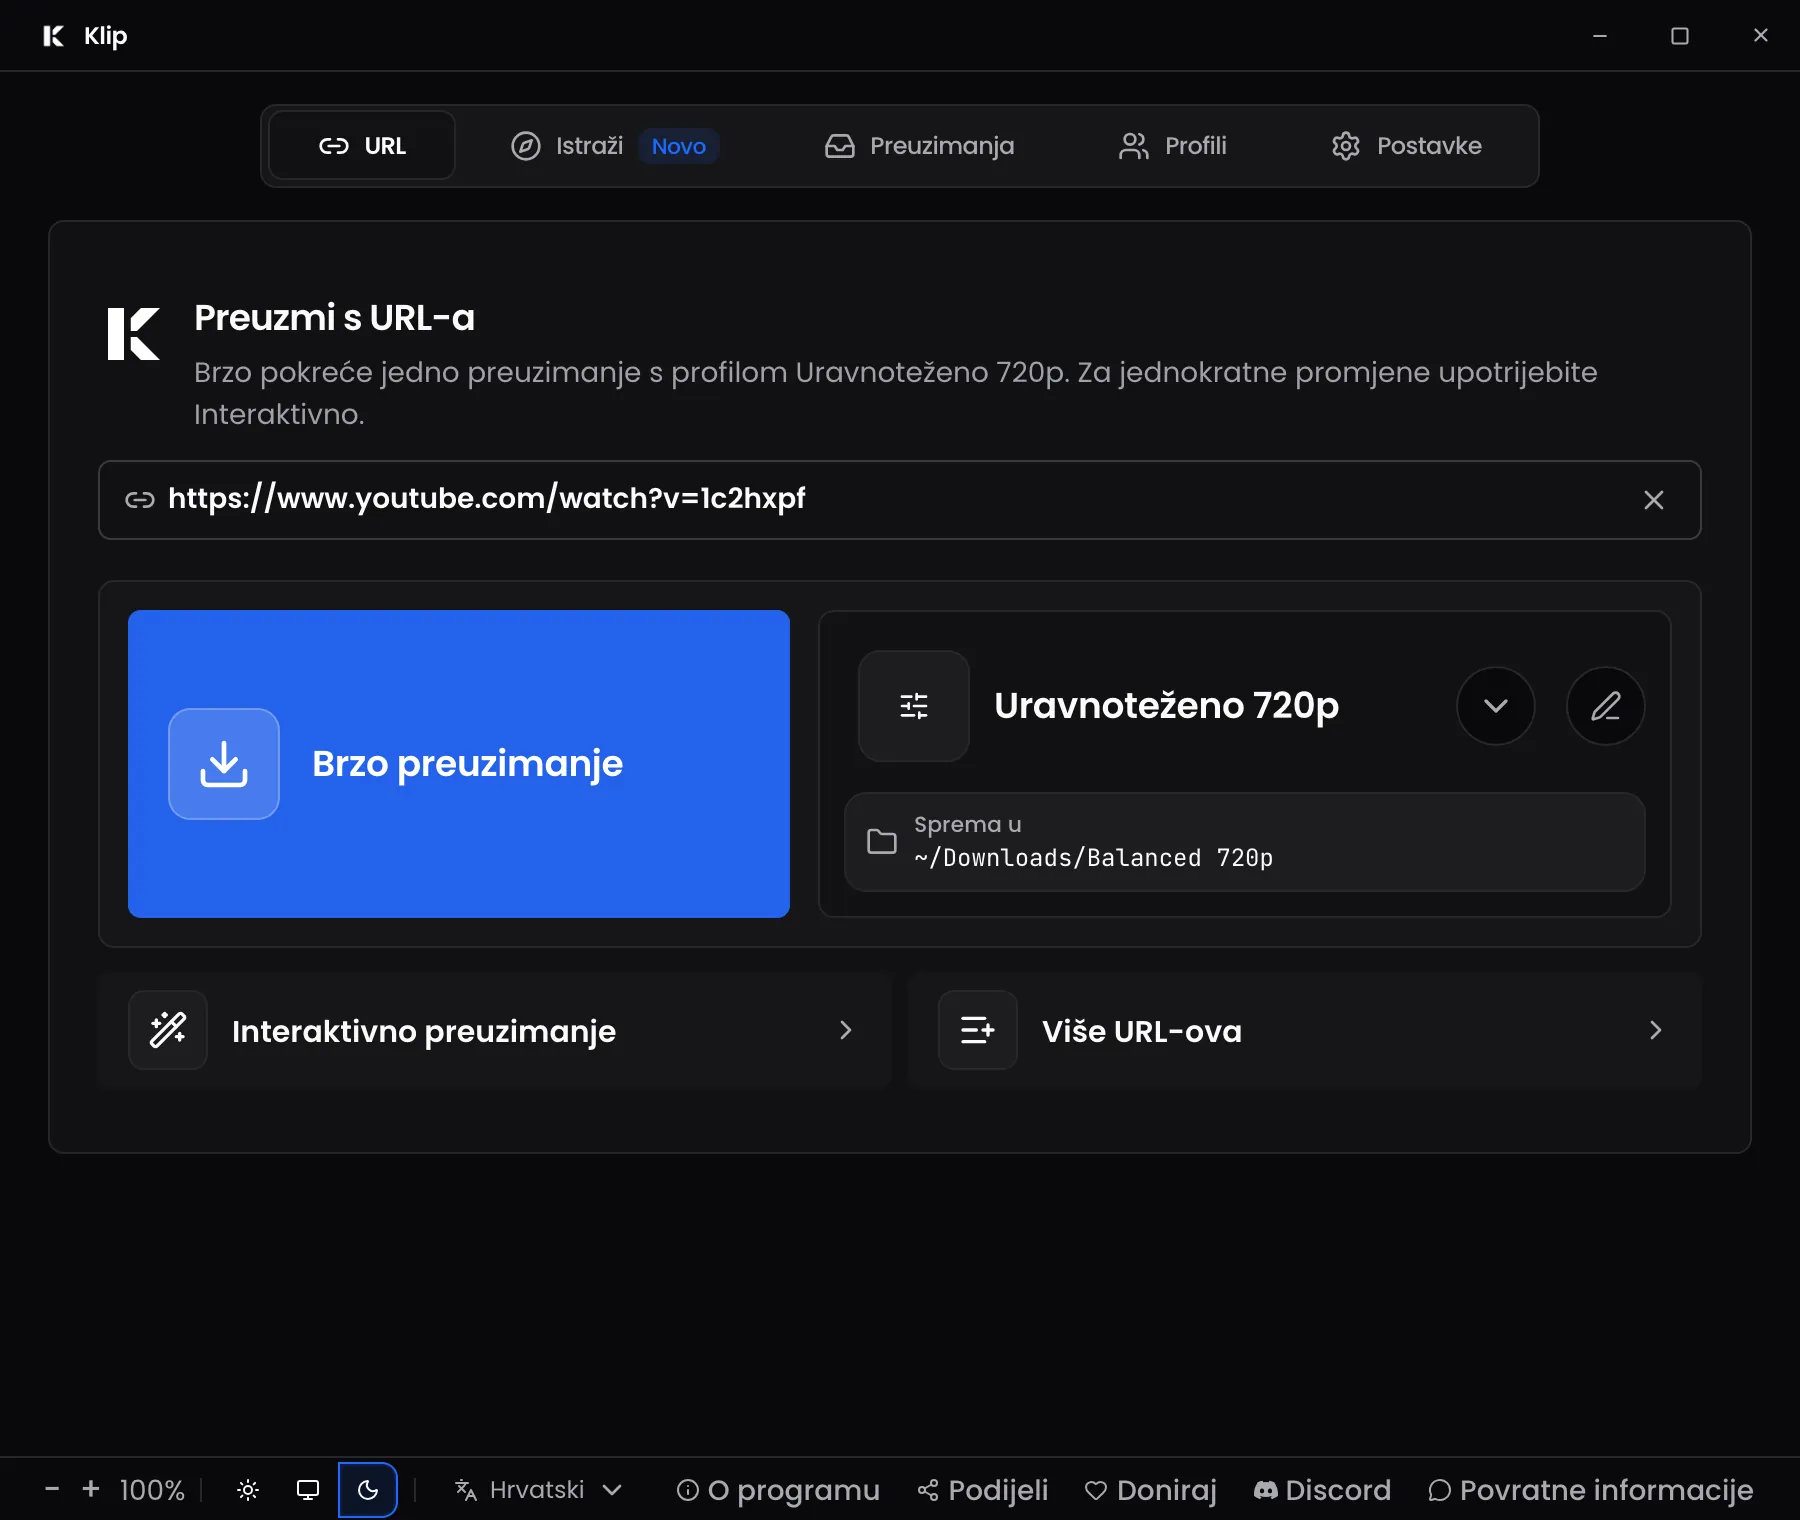 Klip
URL
Istraži
Novo
Preuzimanja
Profili
Postavke
Preuzmi s URL-a
Brzo pokreće jedno preuzimanje s profilom Uravnoteženo 720p. Za jednokratne promjene upotrijebite
Interaktivno.
https://www.youtube.com/watch?v=1c2hxpf
Brzo preuzimanje
Uravnoteženo 720p
Sprema u
~/Downloads/Balanced 720p
Interaktivno preuzimanje
Više URL-ova
− + 100%
Hrvatski
O programu
Podijeli
Doniraj
Discord
Povratne informacije